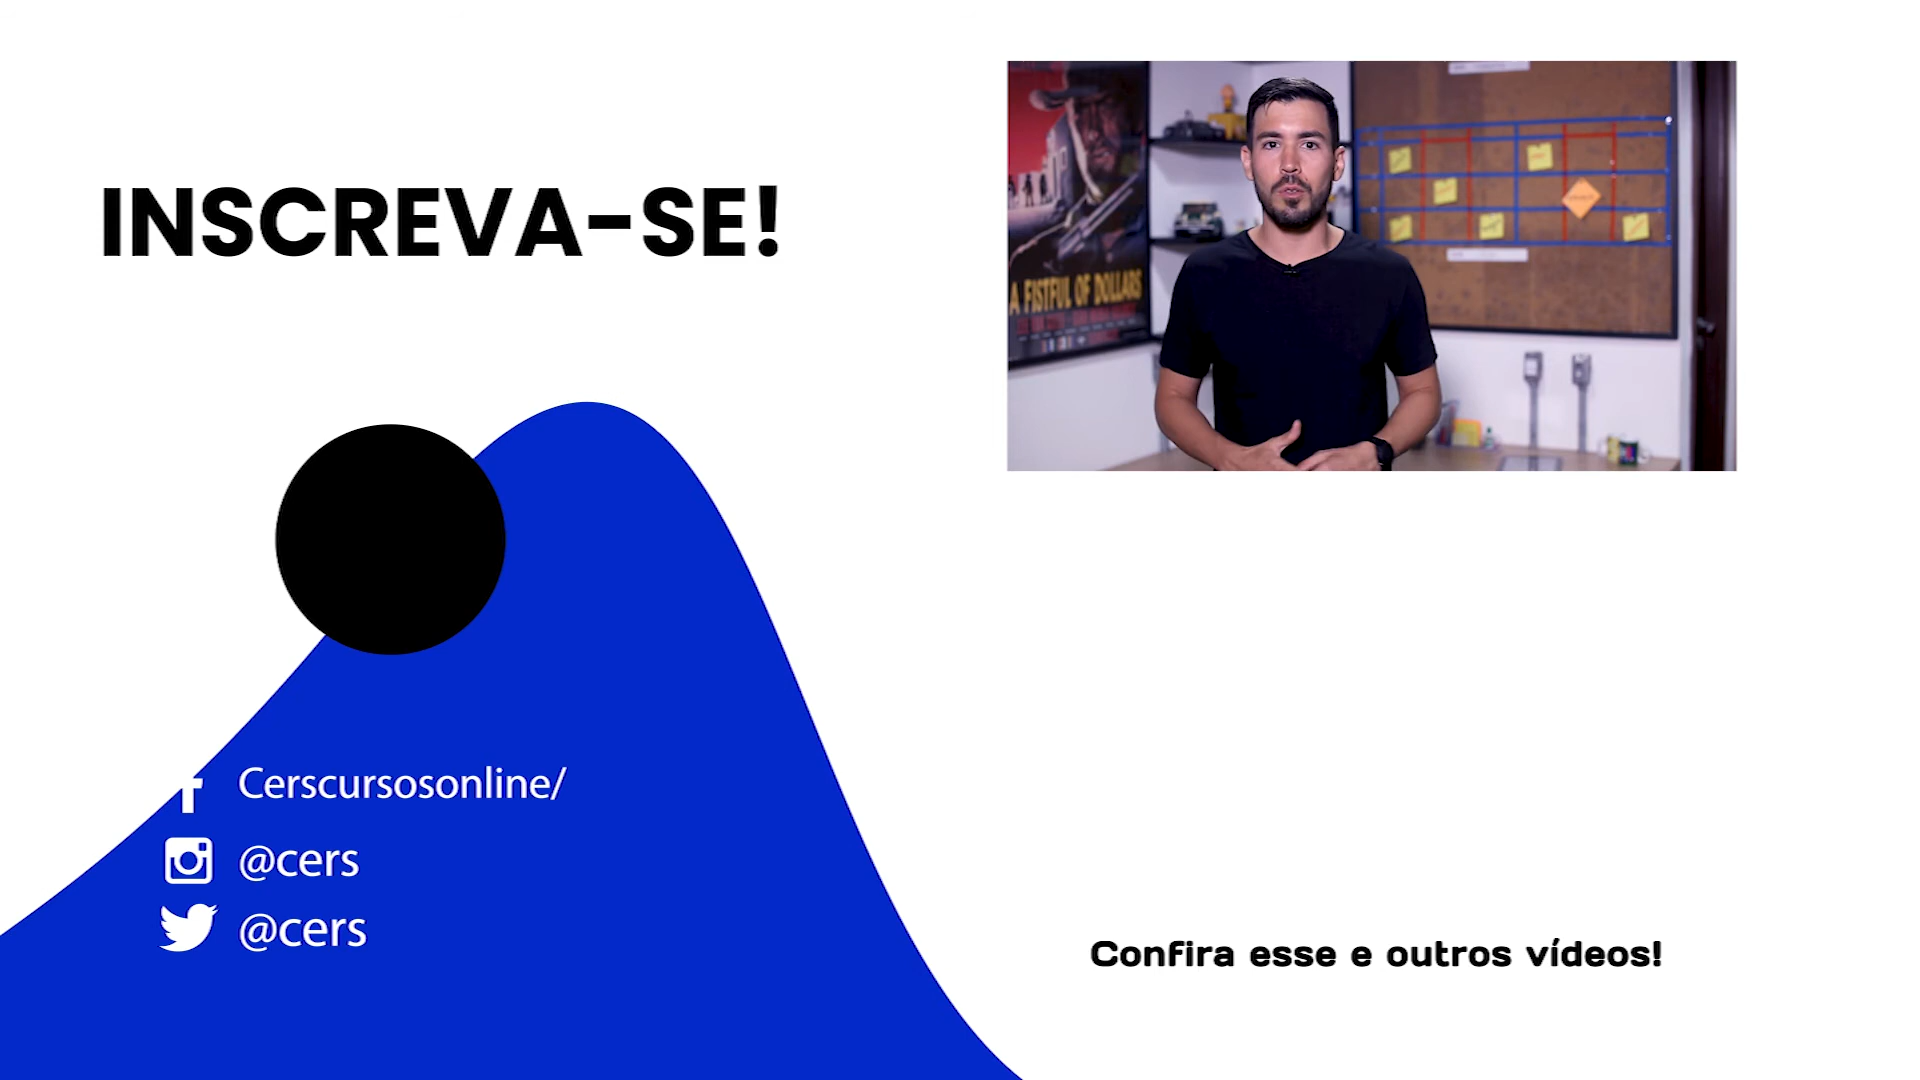 INSCREVA-SE!
A FISTFUL OF DOLLARS
Cerscursosonline/
@cers
@cers
Confira esse e outros vídeos!